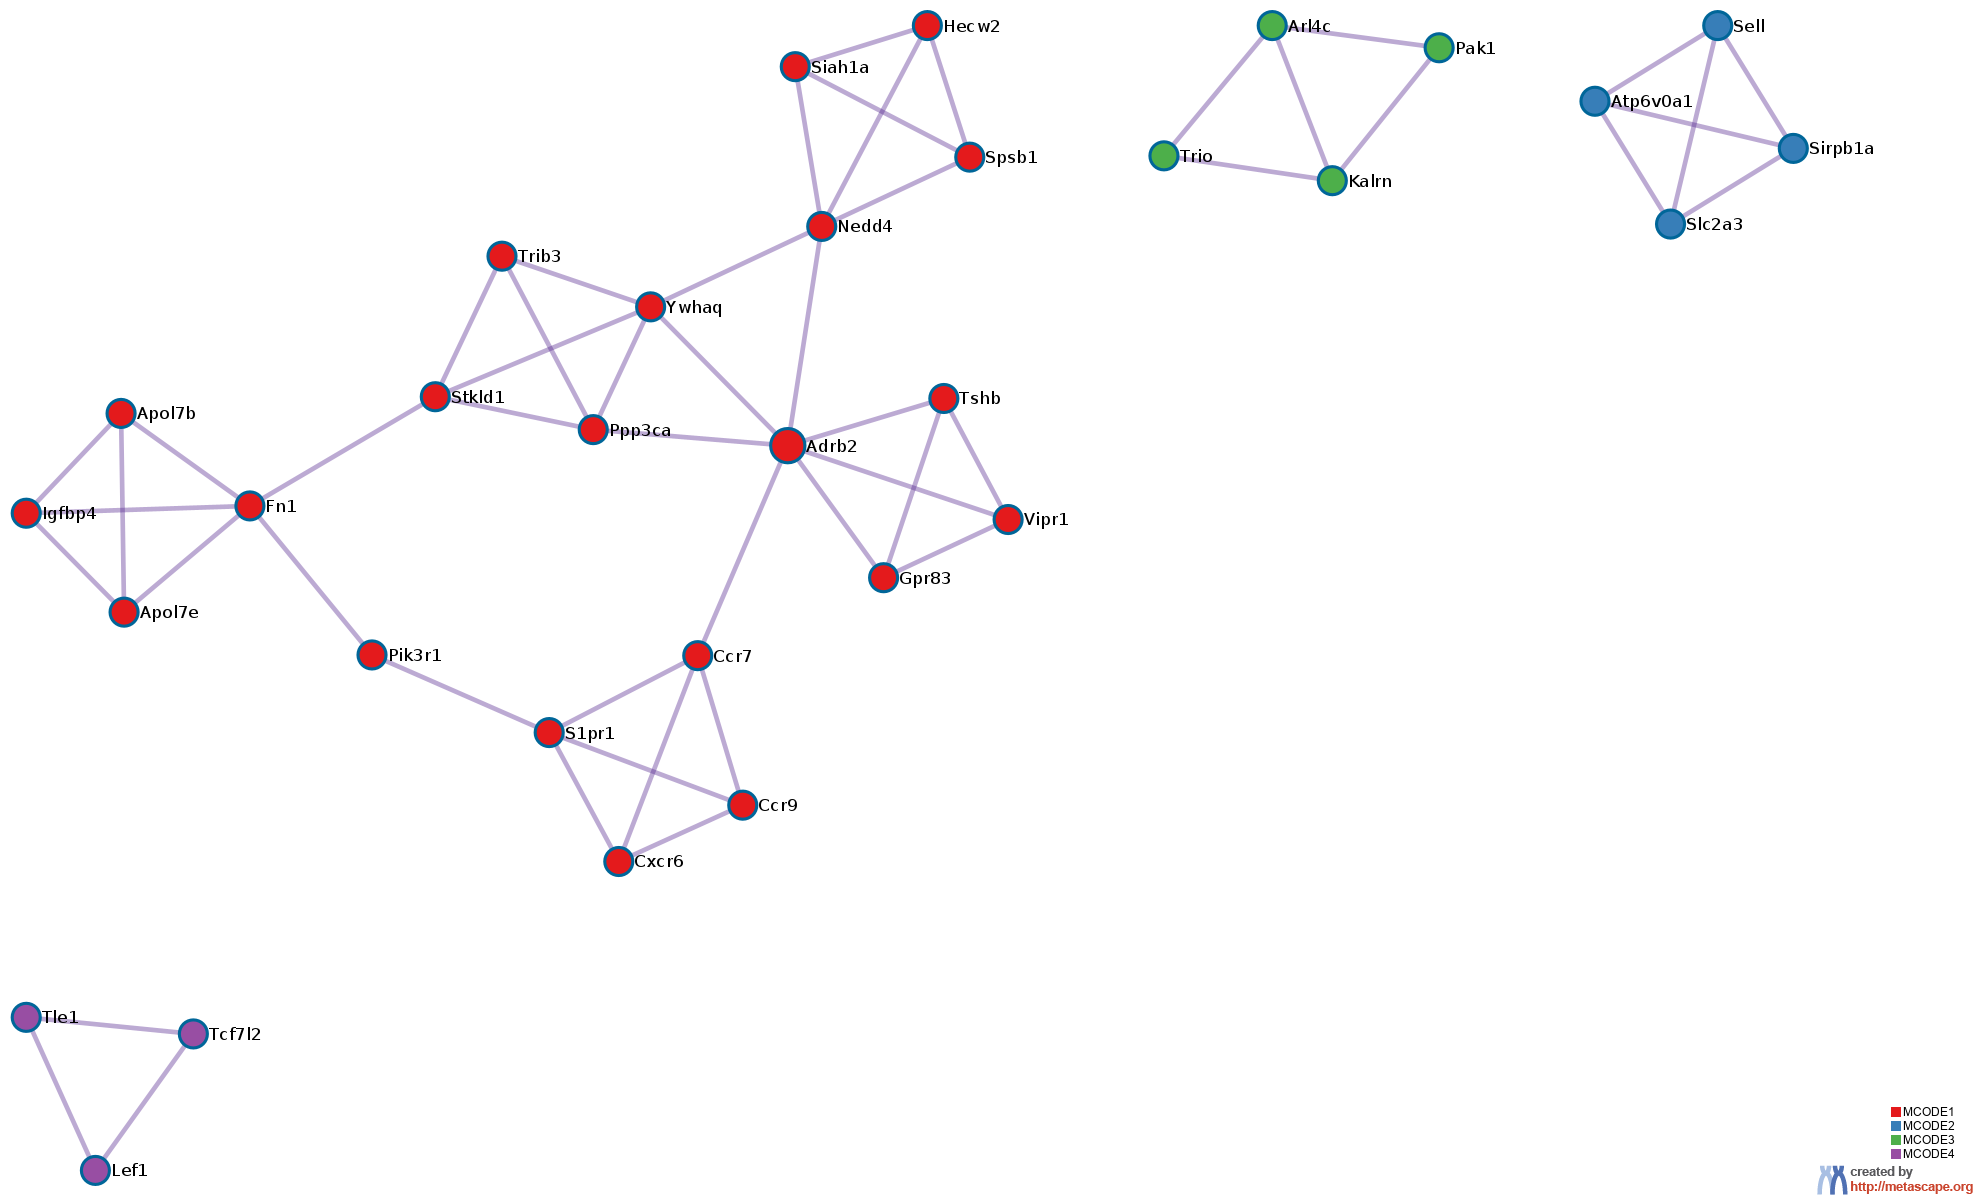 Hecw2
Siah1a
Spsb1
Nedd4
Arl4c
Pak1
Trio
Kalrn
Sell
Atp6v0a1
Sirpb1a
Slc2a3
Trib3
Ywhaq
Stkld1
Ppp3ca
Adrb2
Tshb
Vipr1
Gpr83
Apol7b
Igfbp4
Fn1
Apol7e
Pik3r1
Ccr7
S1pr1
Ccr9
Cxcr6
Tle1
Tcf7l2
Lef1
MCODE1
MCODE2
MCODE3
MCODE4
created by
http://metascape.org